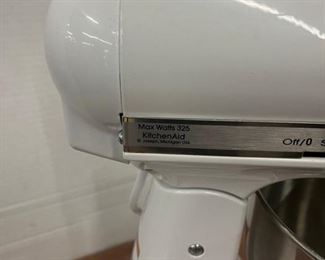 Max Watts 325
KitchenAid
St. Joseph, Michigan USA
Off/0 S